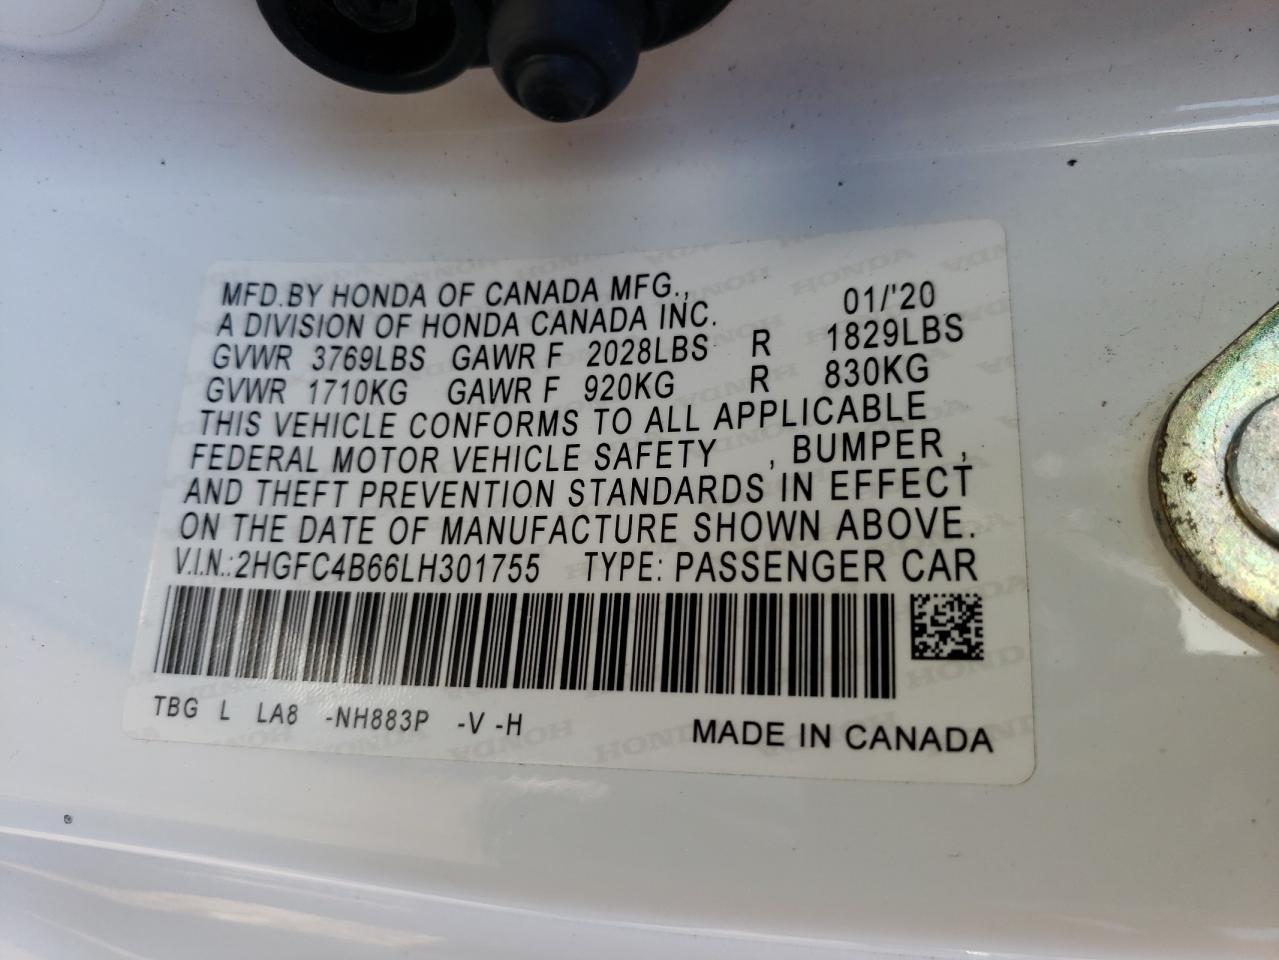 MFD.BY HONDA OF CANADA MFG., 01/'20
A DIVISION OF HONDA CANADA INC.
GVWR 3769LBS GAWR F 2028LBS R 1829LBS
GVWR 1710KG GAWR F 920KG R 830KG
THIS VEHICLE CONFORMS TO ALL APPLICABLE
FEDERAL MOTOR VEHICLE SAFETY , BUMPER ,
AND THEFT PREVENTION STANDARDS IN EFFECT
ON THE DATE OF MANUFACTURE SHOWN ABOVE.
V.I.N.:2HGFC4B66LH301755 TYPE: PASSENGER CAR
TBG L LA8 -NH883P -V -H
MADE IN CANADA